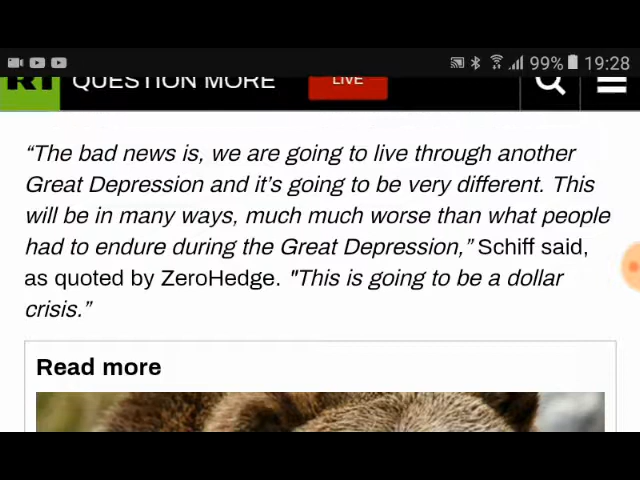 99% 19:28
RT QUESTION MORE LIVE
“The bad news is, we are going to live through another
Great Depression and it’s going to be very different. This
will be in many ways, much much worse than what people
had to endure during the Great Depression,” Schiff said,
as quoted by ZeroHedge. "This is going to be a dollar
crisis.”
Read more